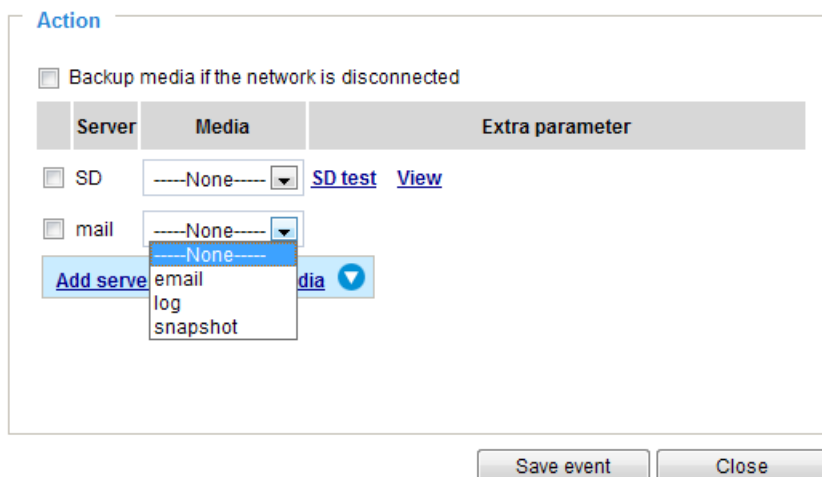 Action
Backup media if the network is disconnected
Server Media Extra parameter
SD -----None----- SD test View
mail -----None-----
-----None-----
Add serve dia
email
log
snapshot
Save event Close